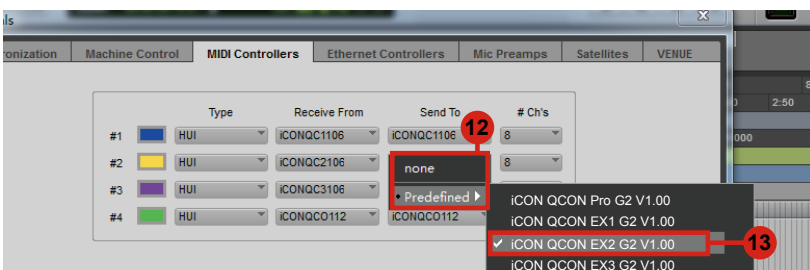 ls
ronization Machine Control MIDI Controllers Ethernet Controllers Mic Preamps Satellites VENUE
Type Receive From Send To # Ch's
#1 HUI iCONQC1106 iCONQC1106 8
#2 HUI iCONQC2106 8
#3 HUI iCONQC3106
#4 HUI iCONQCO112 iCONQCO112
12
none
Predefined
iCON QCON Pro G2 V1.00
iCON QCON EX1 G2 V1.00
✓ iCON QCON EX2 G2 V1.00
iCON QCON EX3 G2 V1.00
13
2:50
000